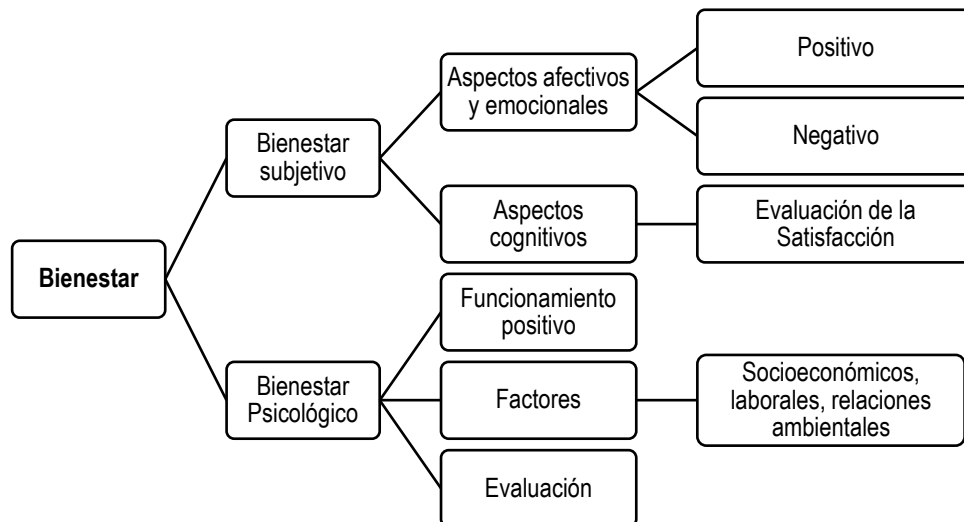 Bienestar
Bienestar
subjetivo
Aspectos afectivos
y emocionales
Positivo
Negativo
Aspectos
cognitivos
Evaluación de la
Satisfacción
Bienestar
Psicológico
Funcionamiento
positivo
Factores
Socioeconómicos,
laborales, relaciones
ambientales
Evaluación